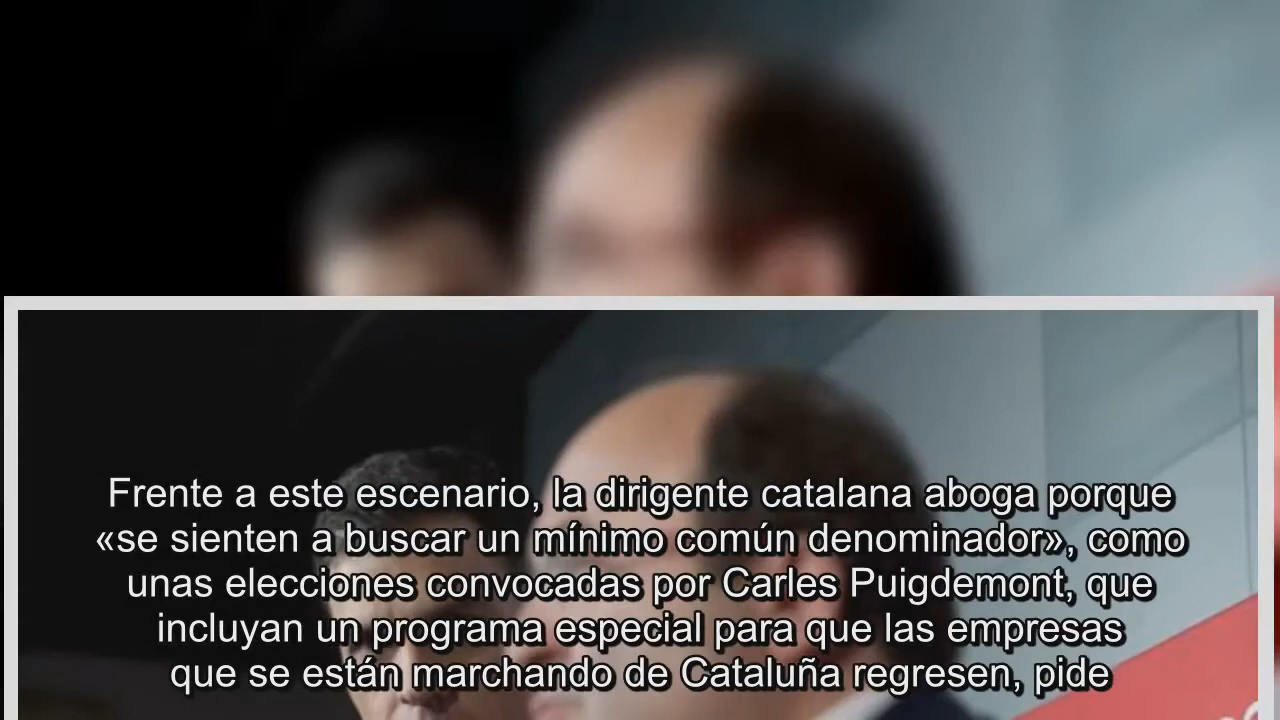 Frente a este escenario, la dirigente catalana aboga porque
«se sienten a buscar un mínimo común denominador», como
unas elecciones convocadas por Carles Puigdemont, que
incluyan un programa especial para que las empresas
que se están marchando de Cataluña regresen, pide